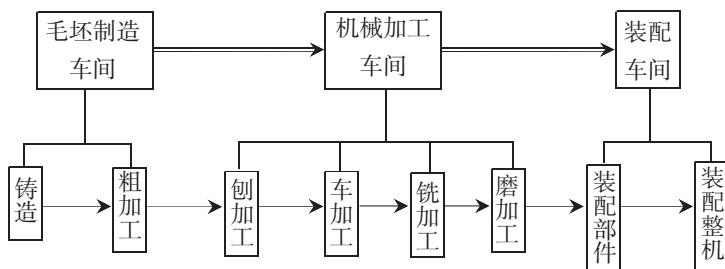 毛坯制造
车间
机械加工
车间
装配
车间
铸造
粗加工
刨加工
车加工
铣加工
磨加工
装配部件
装配整机